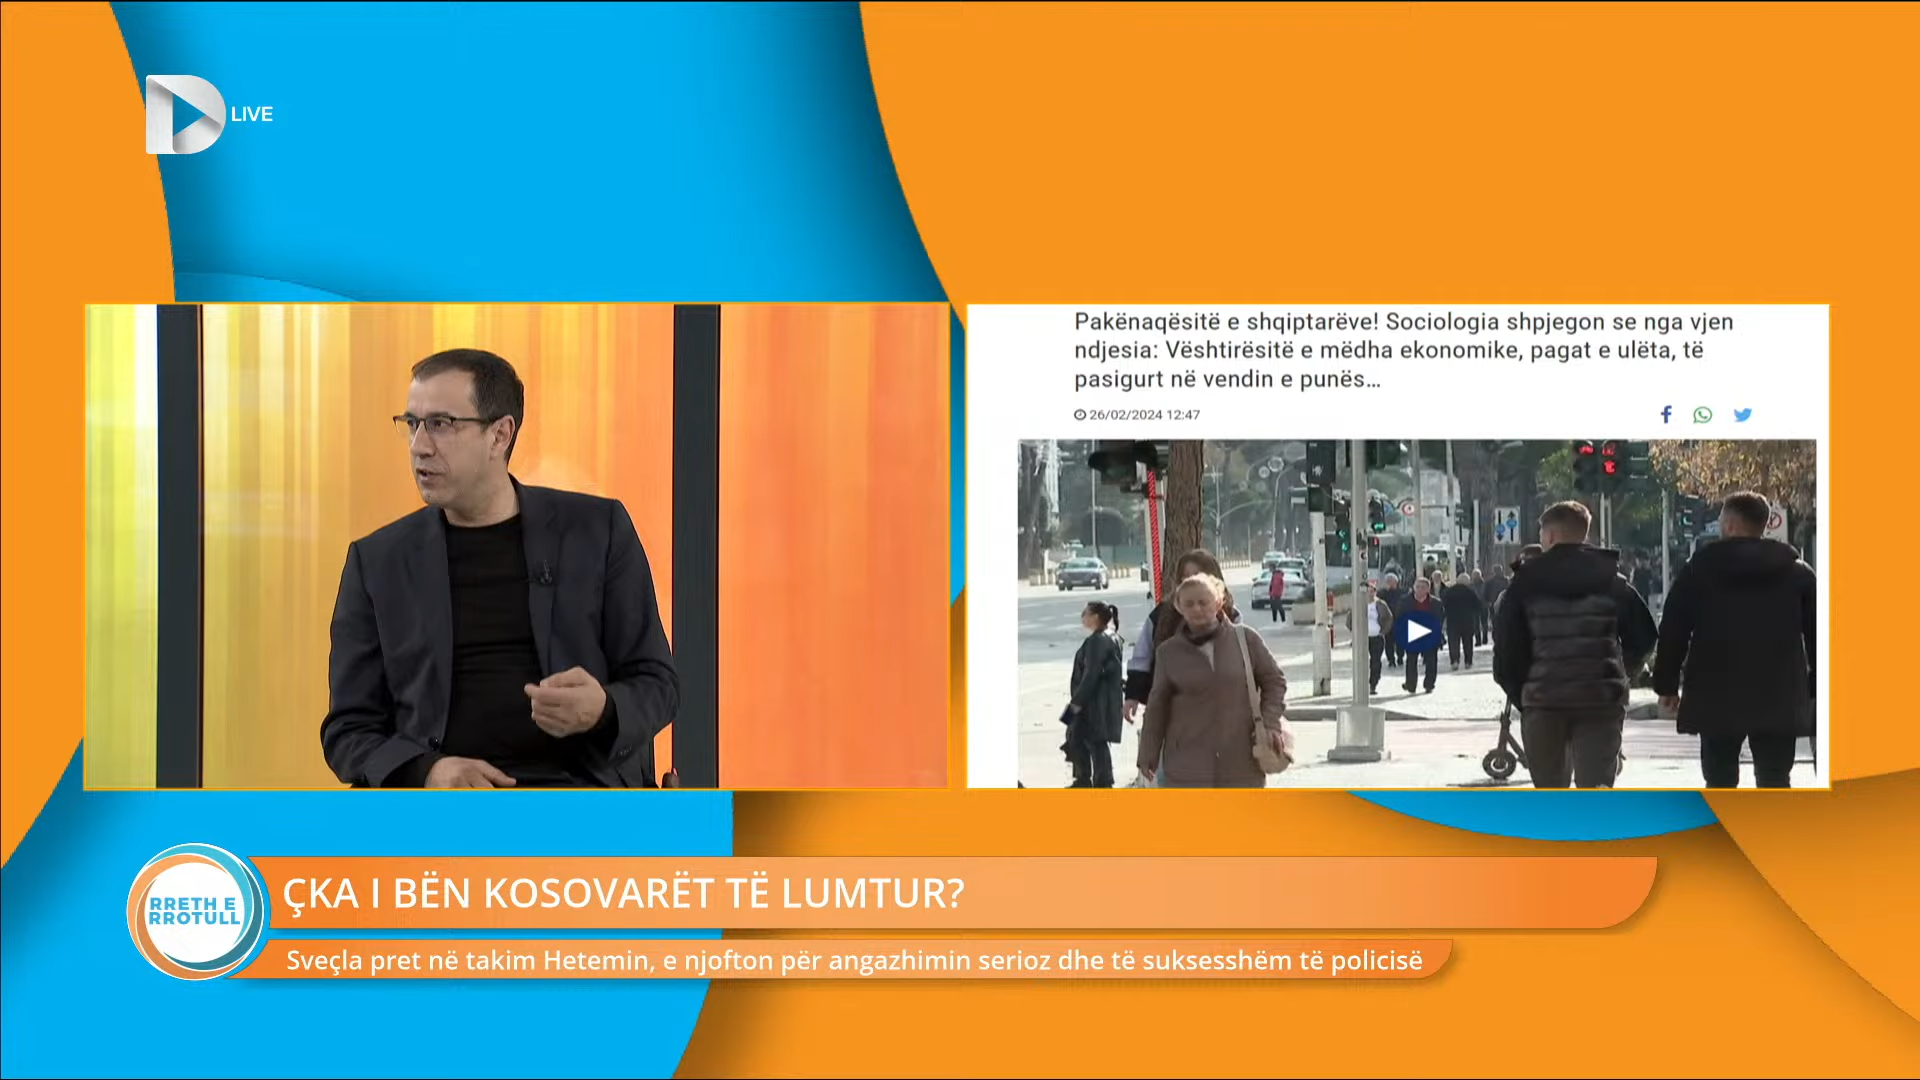 LIVE
Pakënaqësitë e shqiptarëve! Sociologia shpjegon se nga vjen
ndjesia: Vështirësitë e mëdha ekonomike, pagat e ulëta, të
pasigurt në vendin e punës...
26/02/2024 12:47
RRETH E
RROTULL
ÇKA I BËN KOSOVARËT TË LUMTUR?
Sveçla pret në takim Hetemin, e njofton për angazhimin serioz dhe të suksesshëm të policisë